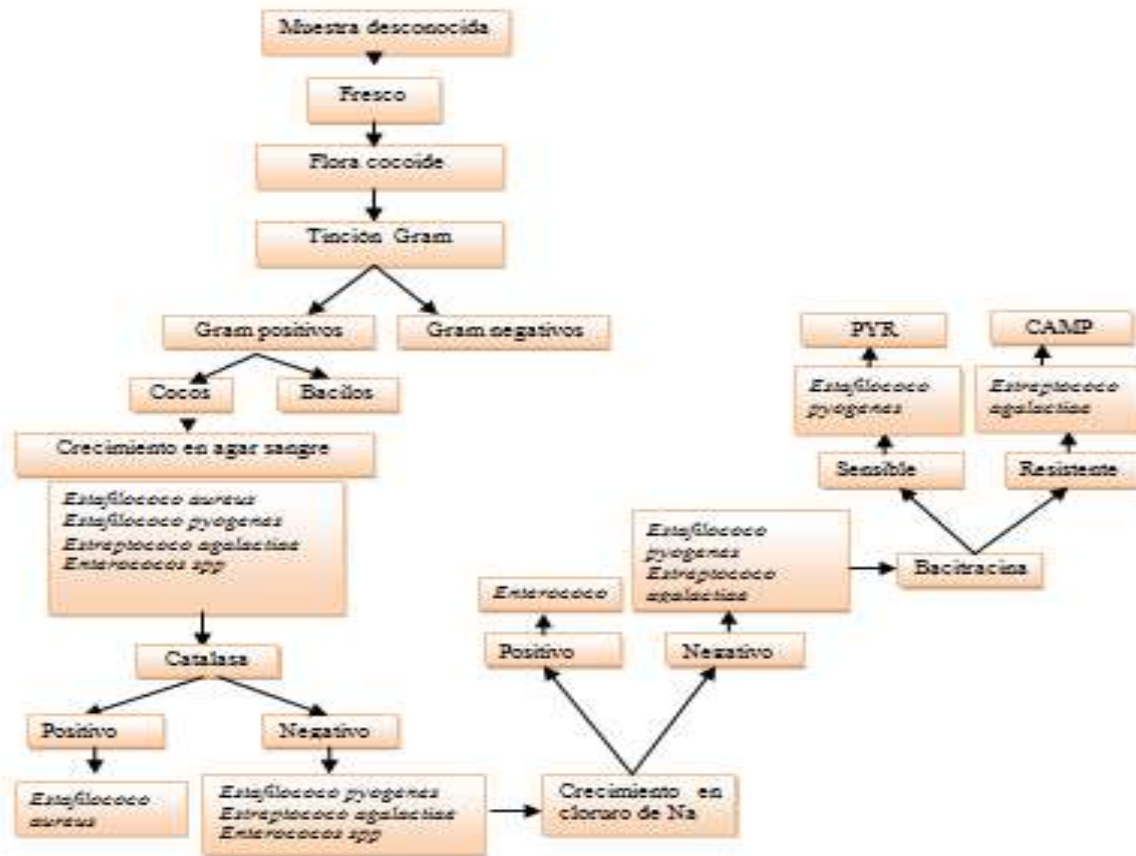 Muestra desconocida
Fresco
Flora cocoide
Tinción Gram
Gram positivos
Gram negativos
Cocos
Bacilos
Crecimiento en agar sangre
Estafilococo aureus
Estafilococo pyogenes
Estreptococo agalactiae
Enterococos spp
Catalasa
Positivo
Negativo
Estafilococo
aureus
Estafilococo pyogenes
Estreptococo agalactiae
Enterococos spp
Crecimiento en
cloruro de Na
Positivo
Negativo
Enterococo
Estafilococo
pyogenes
Estreptococo
agalactiae
Bacitracina
Sensible
Resistente
Estafilococo
pyogenes
Estreptococo
agalactiae
PYR
CAMP